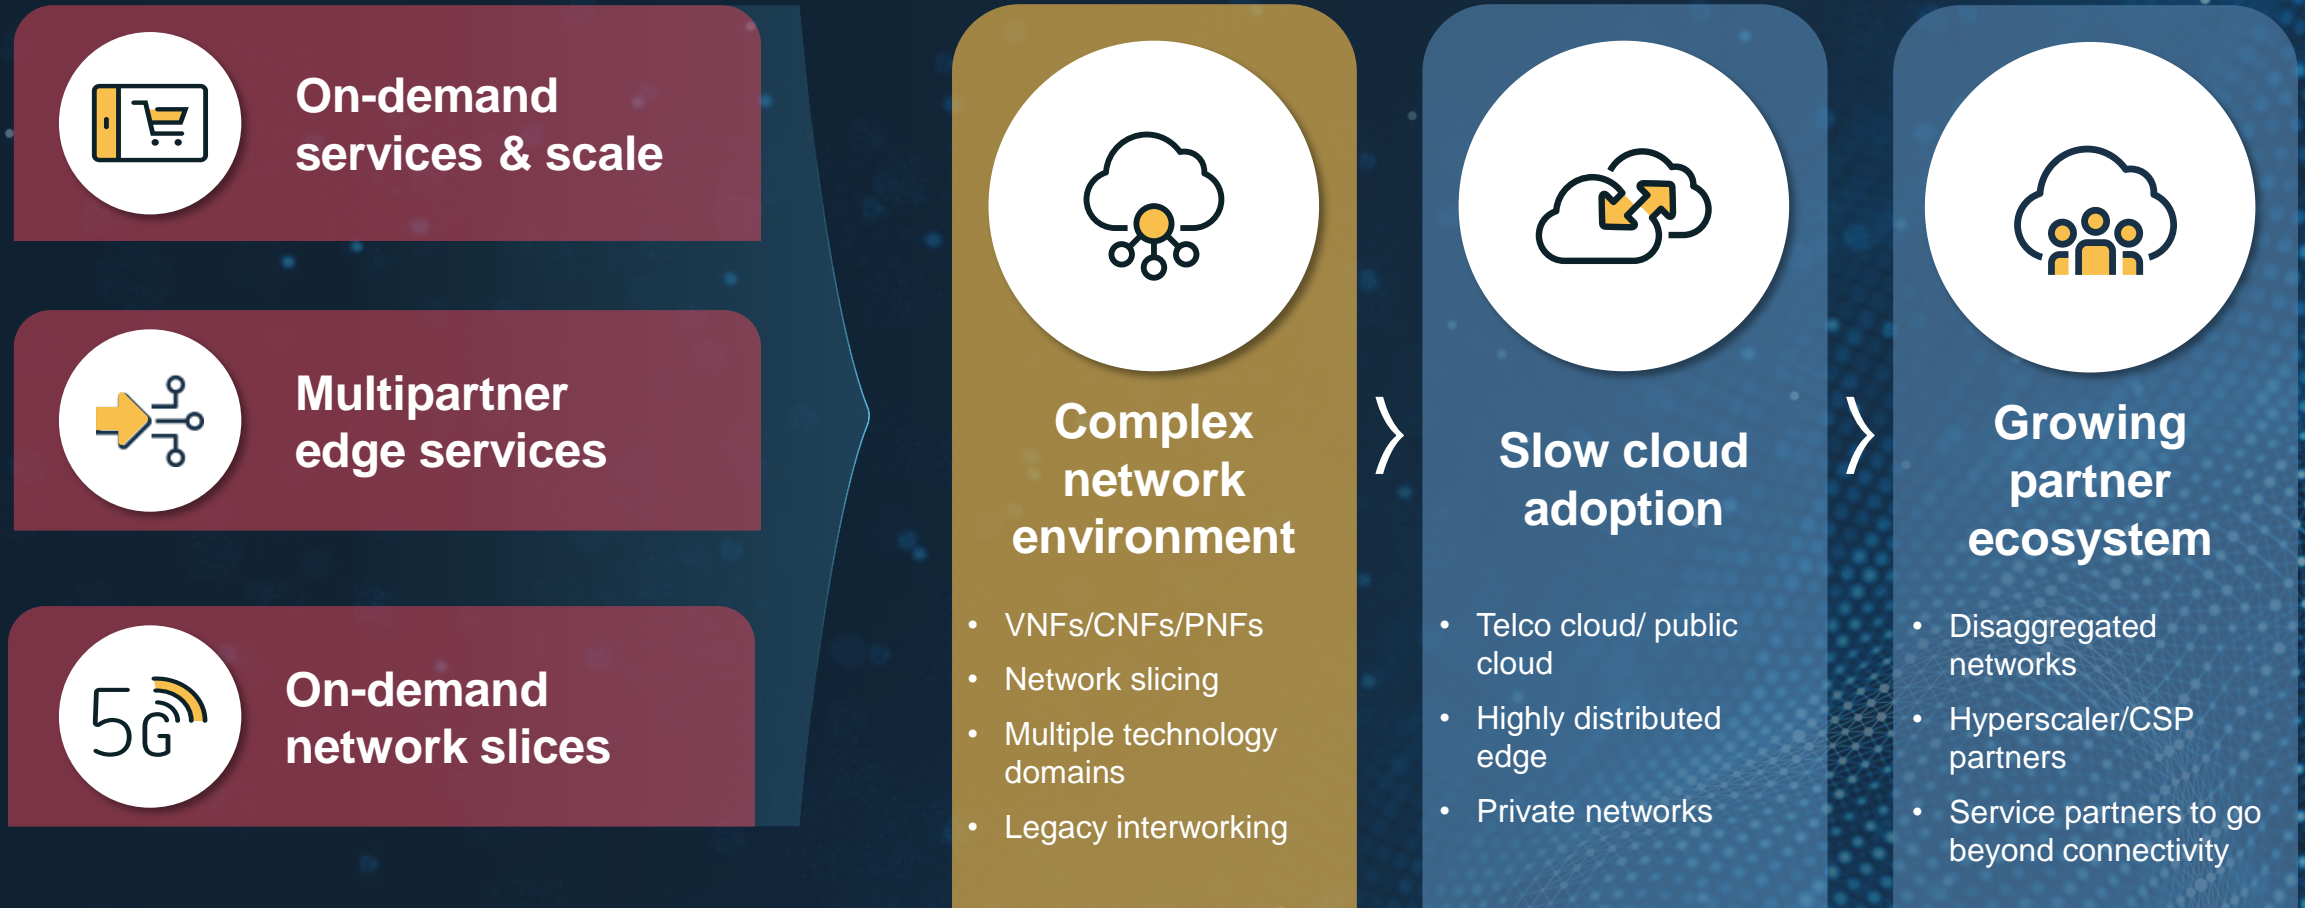 On-demand
services & scale
Multipartner
edge services
5G
On-demand
network slices
Complex
network
environment
• VNFs/CNFs/PNFs
• Network slicing
• Multiple technology
domains
• Legacy interworking
Slow cloud
adoption
• Telco cloud/ public
cloud
• Highly distributed
edge
• Private networks
Growing
partner
ecosystem
• Disaggregated
networks
• Hyperscaler/CSP
partners
• Service partners to go
beyond connectivity